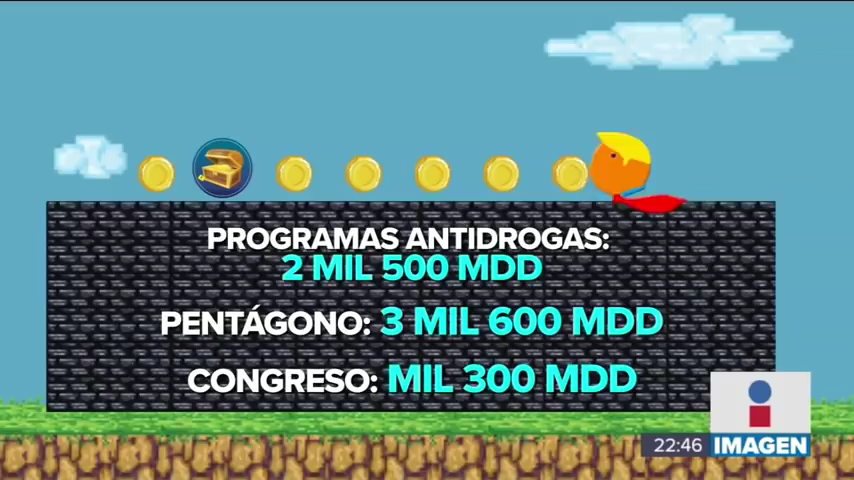 PROGRAMAS ANTIDROGAS:
2 MIL 500 MDD
PENTÁGONO: 3 MIL 600 MDD
CONGRESO: MIL 300 MDD
22:46 IMAGEN